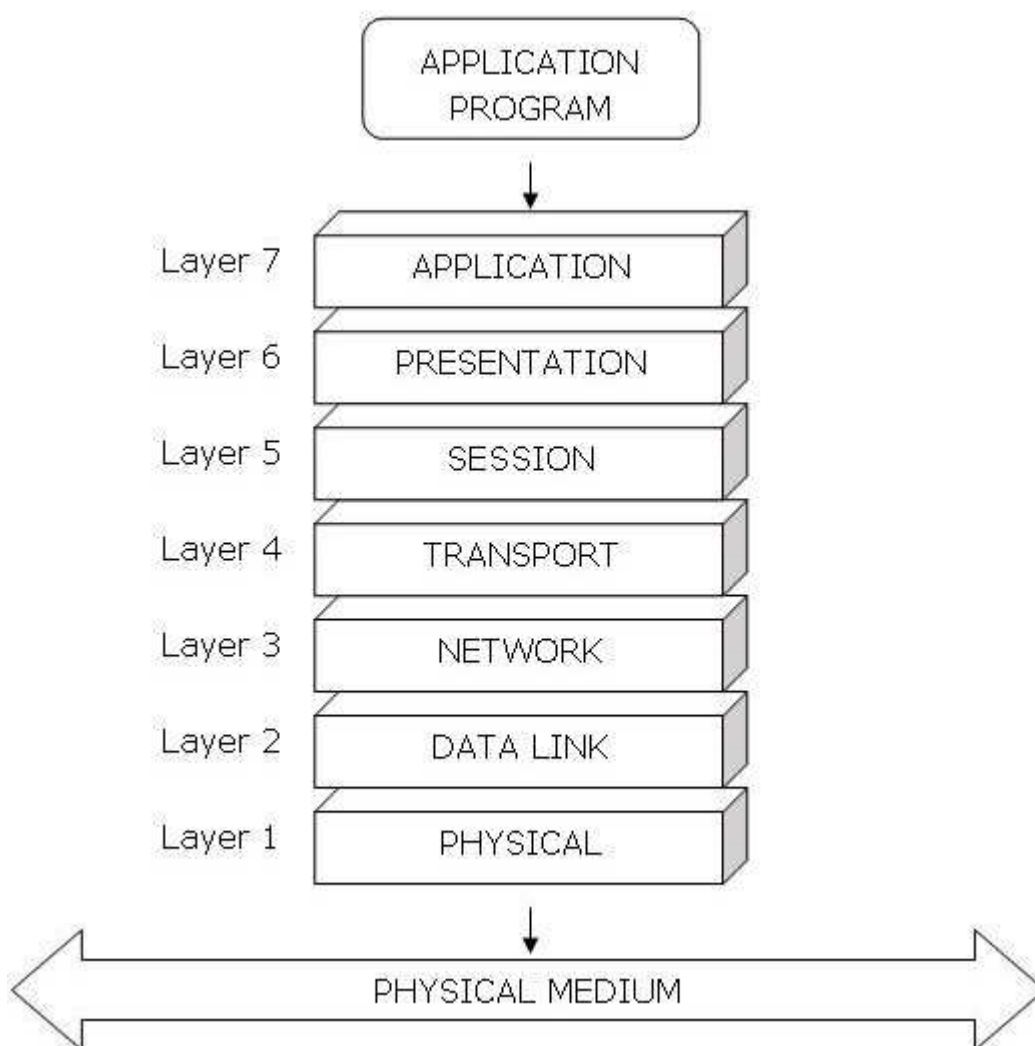 APPLICATION
PROGRAM
Layer 7
APPLICATION
Layer 6
PRESENTATION
Layer 5
SESSION
Layer 4
TRANSPORT
Layer 3
NETWORK
Layer 2
DATA LINK
Layer 1
PHYSICAL
PHYSICAL MEDIUM